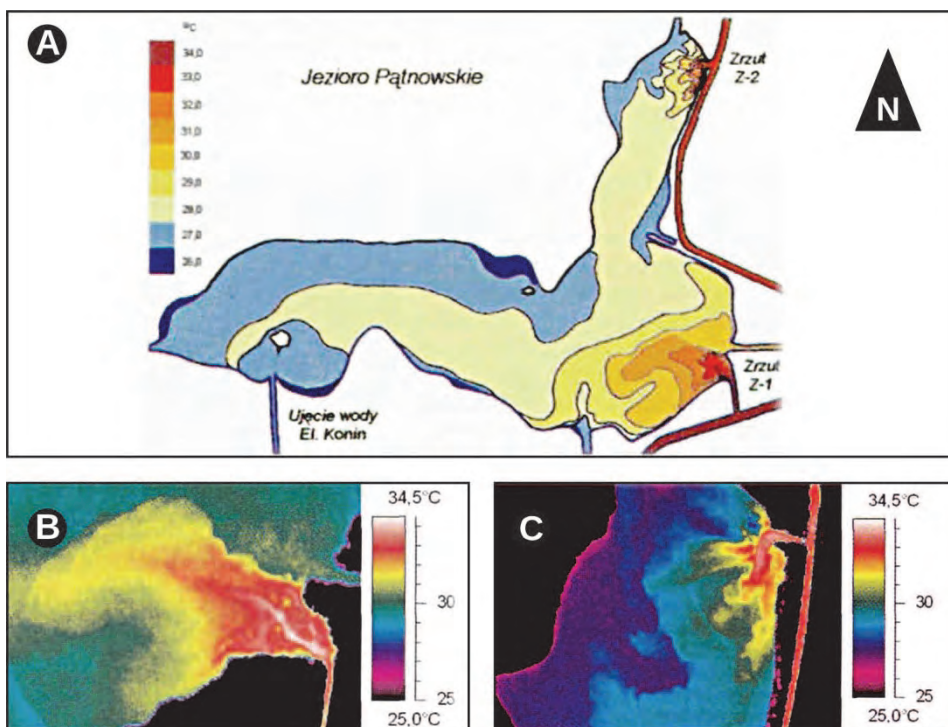 A
°C
34,0
33,0
32,0
31,0
30,0
29,0
28,0
27,0
26,0
Jezioro Pątnowskie
Zrzut
Z-2
N
Zrzut
Z-1
Ujęcie wody
El. Konin
B
34,5°C
30
25
25,0°C
C
34,5°C
30
25
25,0°C